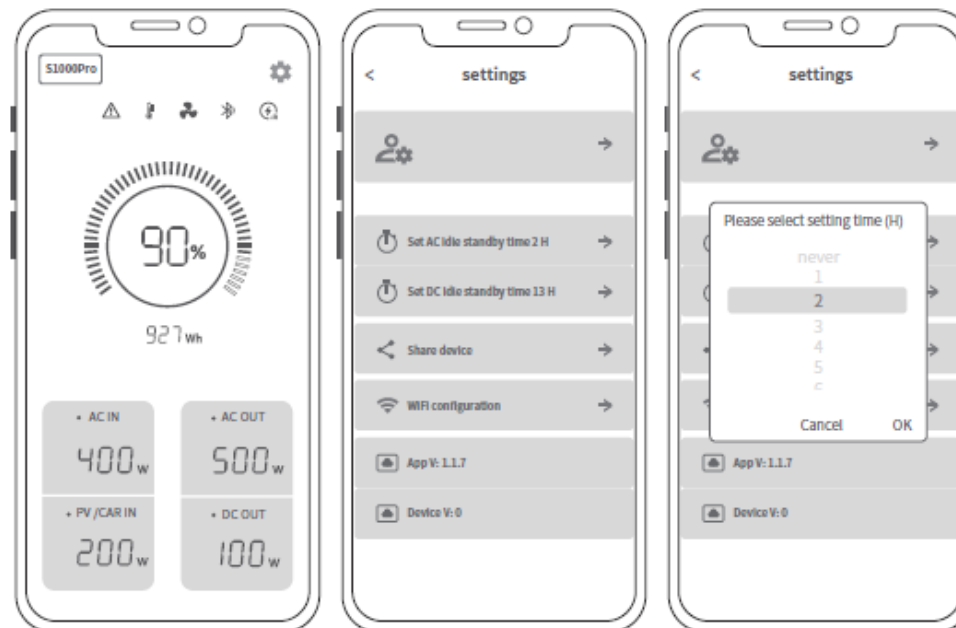 S1000Pro
90%
927Wh
• AC IN
400W
• AC OUT
500W
• PV /CAR IN
200W
• DC OUT
100W
<
settings
Set AC idle standby time 2 H
Set DC idle standby time 13 H
Share device
WIFI configuration
App V: 1.1.7
Device V: 0
<
settings
Please select setting time (H)
never
1
2
3
4
5
Cancel
OK
App V: 1.1.7
Device V: 0